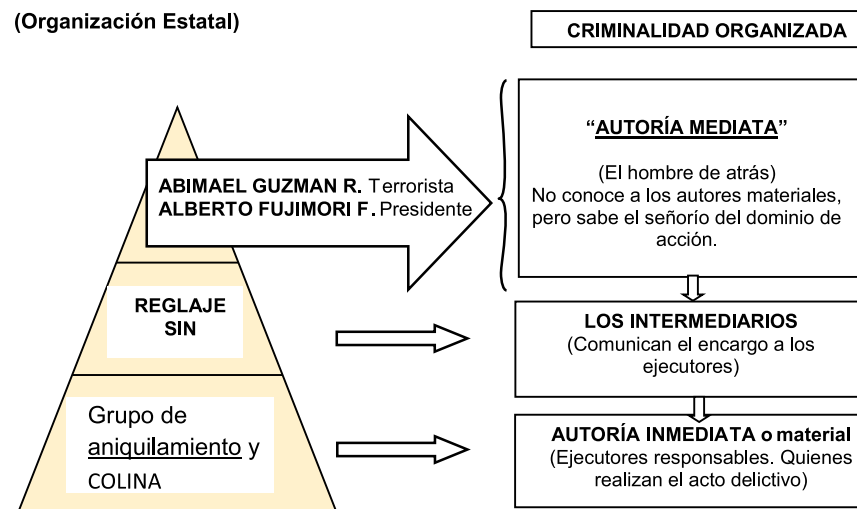 (Organización Estatal)
CRIMINALIDAD ORGANIZADA
ABIMAEL GUZMAN R. Terrorista
ALBERTO FUJIMORI F. Presidente
“AUTORÍA MEDIATA”
(El hombre de atrás)
No conoce a los autores materiales,
pero sabe el señorío del dominio de
acción.
REGLAJE
SIN
LOS INTERMEDIARIOS
(Comunican el encargo a los
ejecutores)
Grupo de
aniquilamiento y
COLINA
AUTORÍA INMEDIATA o material
(Ejecutores responsables. Quienes
realizan el acto delictivo)